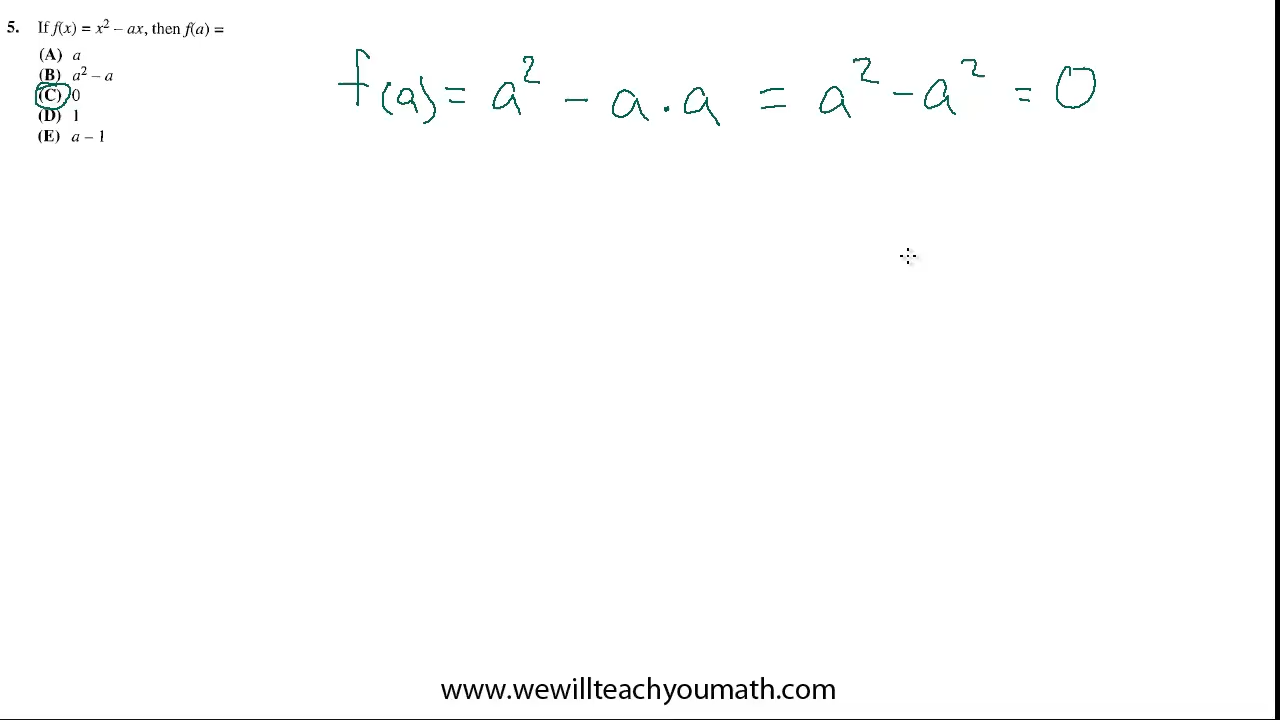 5. If f(x) = x² – ax, then f(a) =
(A) a
(B) a² – a
(C) 0
(D) 1
(E) a – 1
f(a) = a² – a . a = a² – a² = 0
www.wewillteachyoumath.com